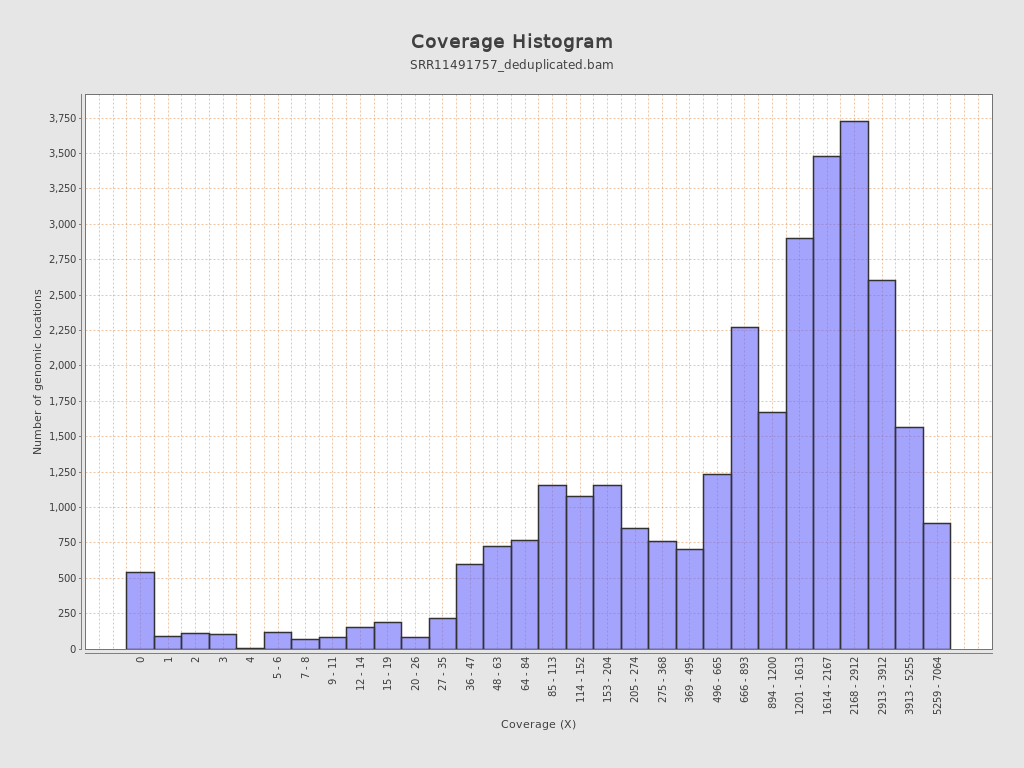 Coverage Histogram
SRR11491757_deduplicated.bam
Number of genomic locations
3,750
3,500
3,250
3,000
2,750
2,500
2,250
2,000
1,750
1,500
1,250
1,000
750
500
250
0
0
1
2
3
4
5 - 6
7 - 8
9 - 11
12 - 14
15 - 19
20 - 26
27 - 35
36 - 47
48 - 63
64 - 84
85 - 113
114 - 152
153 - 204
205 - 274
275 - 368
369 - 495
496 - 665
666 - 893
894 - 1200
1201 - 1613
1614 - 2167
2168 - 2912
2913 - 3912
3913 - 5255
5259 - 7064
Coverage (X)